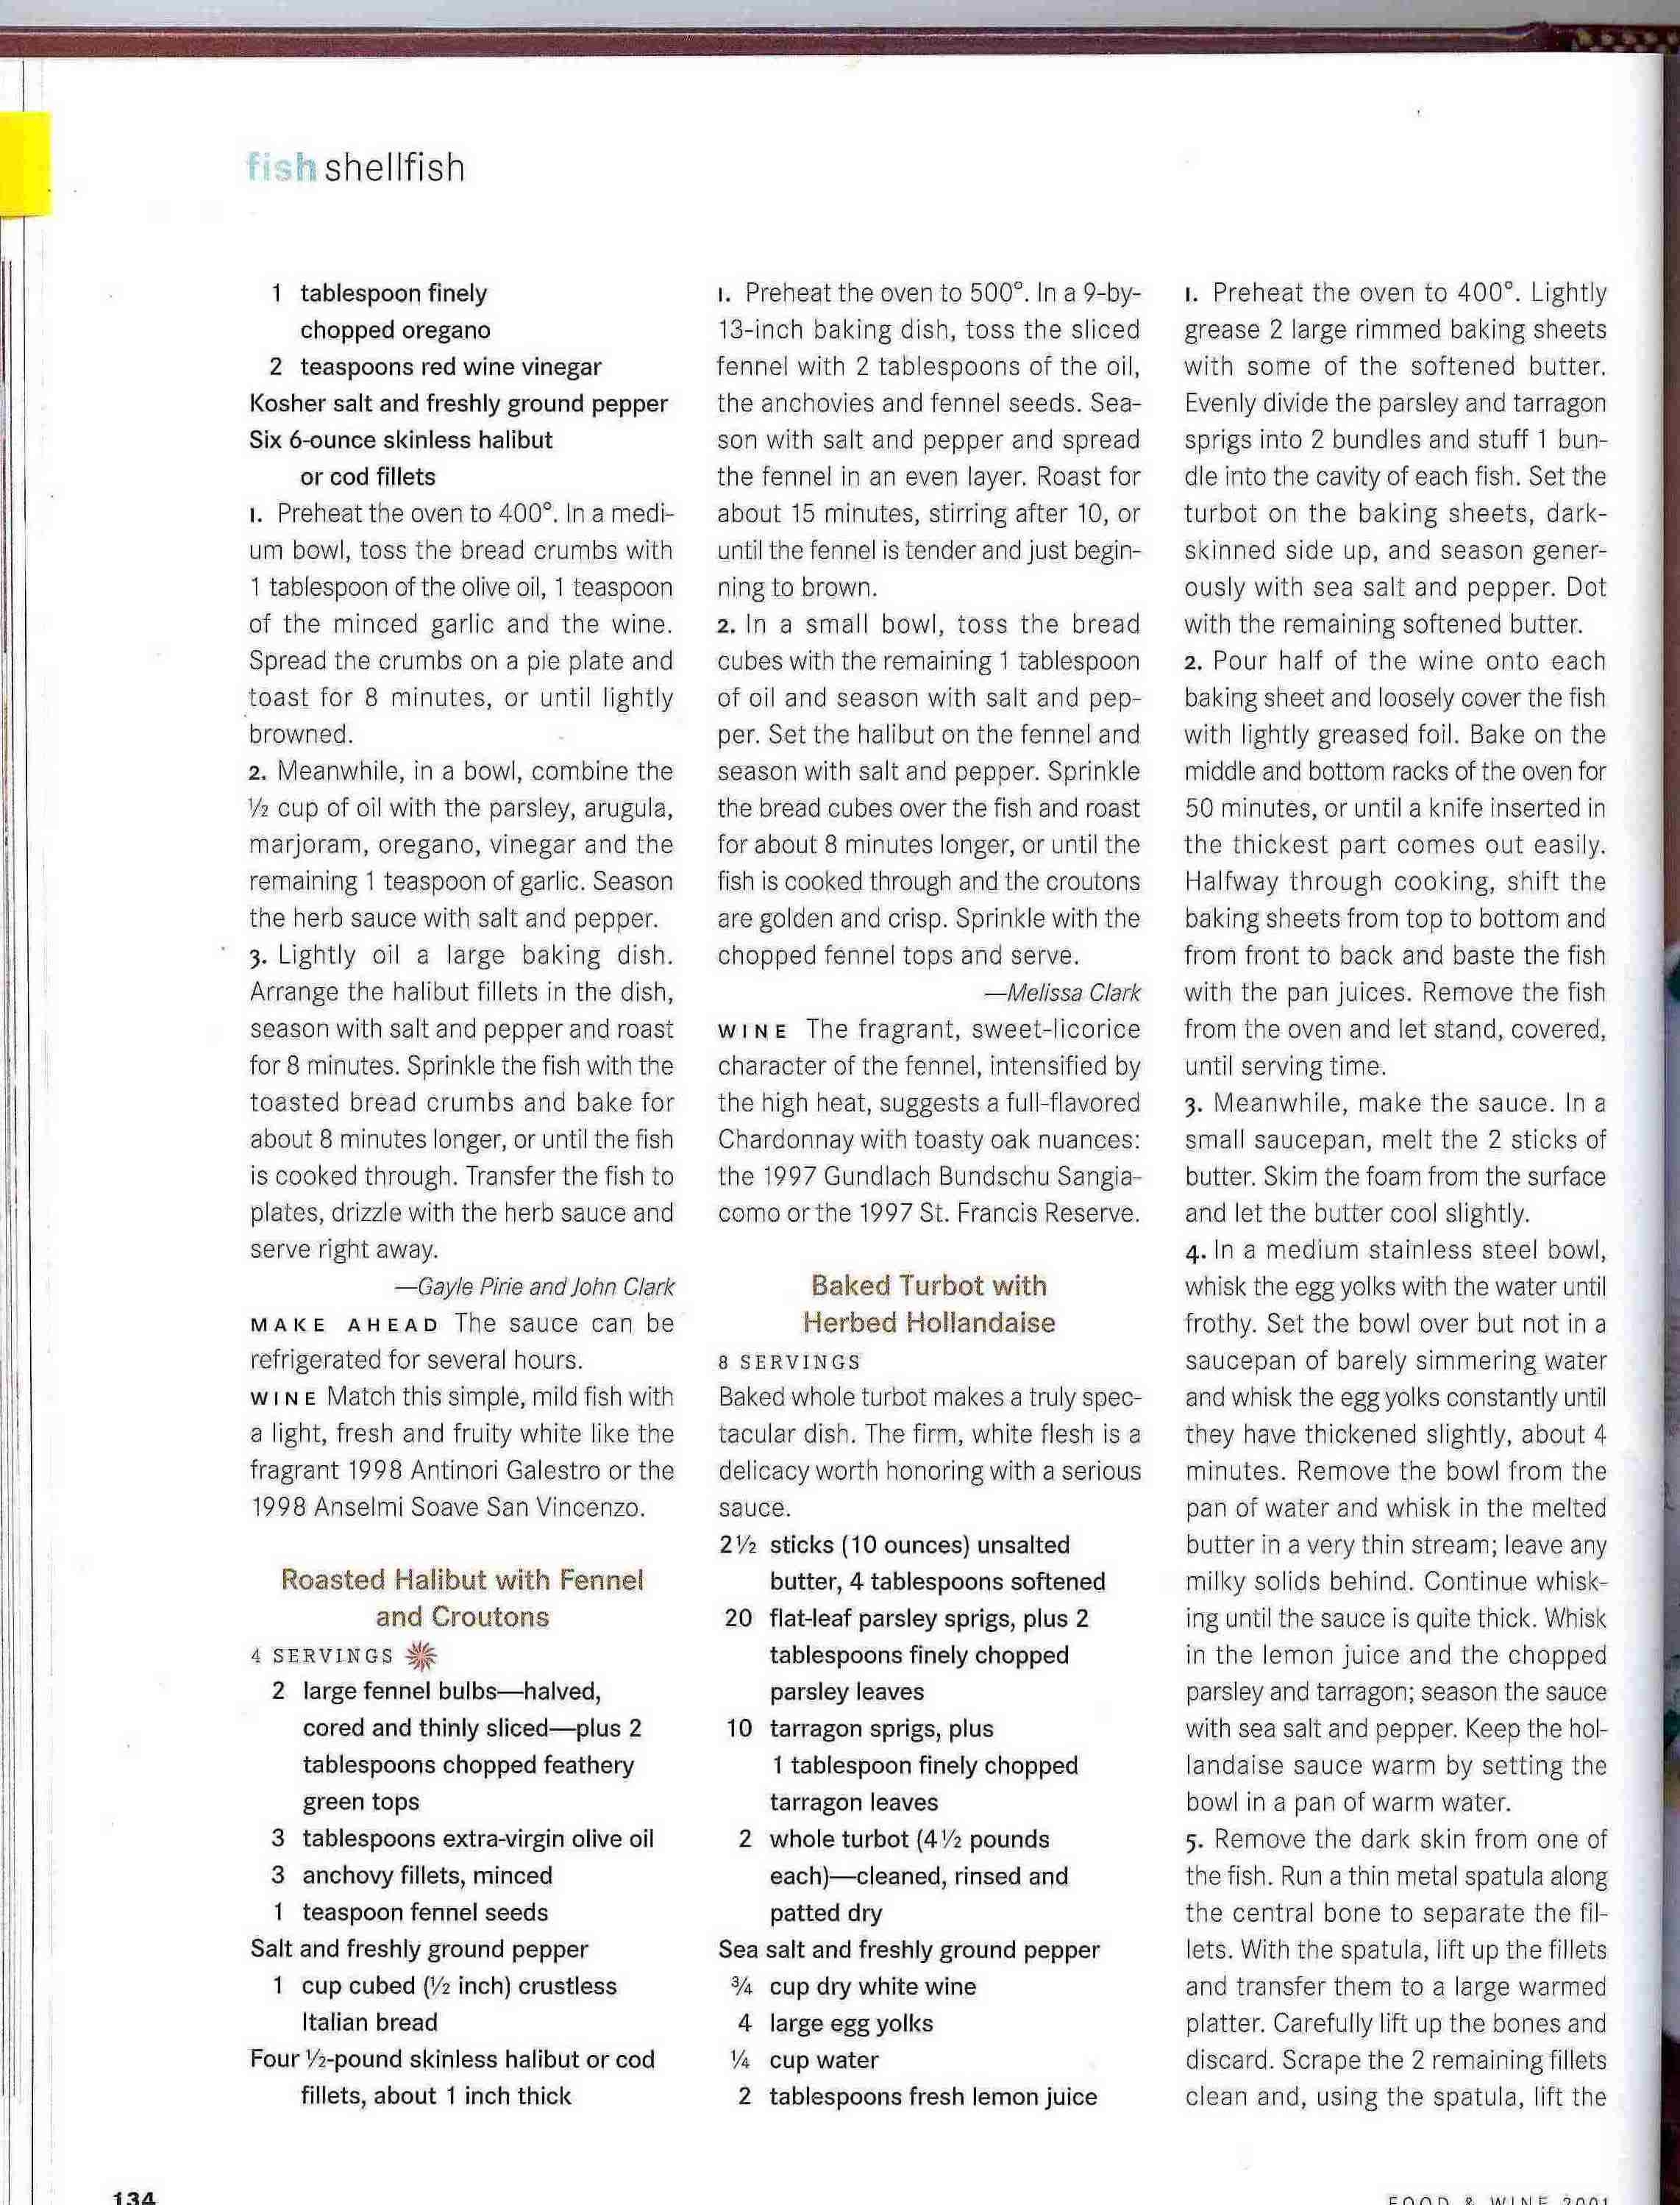 fish shellfish
1 tablespoon finely
chopped oregano
2 teaspoons red wine vinegar
Kosher salt and freshly ground pepper
Six 6-ounce skinless halibut
or cod fillets
1. Preheat the oven to 400°. In a medi-
um bowl, toss the bread crumbs with
1 tablespoon of the olive oil, 1 teaspoon
of the minced garlic and the wine.
Spread the crumbs on a pie plate and
toast for 8 minutes, or until lightly
browned.
2. Meanwhile, in a bowl, combine the
½ cup of oil with the parsley, arugula,
marjoram, oregano, vinegar and the
remaining 1 teaspoon of garlic. Season
the herb sauce with salt and pepper.
3. Lightly oil a large baking dish.
Arrange the halibut fillets in the dish,
season with salt and pepper and roast
for 8 minutes. Sprinkle the fish with the
toasted bread crumbs and bake for
about 8 minutes longer, or until the fish
is cooked through. Transfer the fish to
plates, drizzle with the herb sauce and
serve right away.
—Gayle Pirie and John Clark
MAKE AHEAD The sauce can be
refrigerated for several hours.
WINE Match this simple, mild fish with
a light, fresh and fruity white like the
fragrant 1998 Antinori Galestro or the
1998 Anselmi Soave San Vincenzo.
Roasted Halibut with Fennel
and Croutons
4 SERVINGS
2 large fennel bulbs—halved,
cored and thinly sliced—plus 2
tablespoons chopped feathery
green tops
3 tablespoons extra-virgin olive oil
3 anchovy fillets, minced
1 teaspoon fennel seeds
Salt and freshly ground pepper
1 cup cubed (½ inch) crustless
Italian bread
Four ½-pound skinless halibut or cod
fillets, about 1 inch thick
1. Preheat the oven to 500°. In a 9-by-
13-inch baking dish, toss the sliced
fennel with 2 tablespoons of the oil,
the anchovies and fennel seeds. Sea-
son with salt and pepper and spread
the fennel in an even layer. Roast for
about 15 minutes, stirring after 10, or
until the fennel is tender and just begin-
ning to brown.
2. In a small bowl, toss the bread
cubes with the remaining 1 tablespoon
of oil and season with salt and pep-
per. Set the halibut on the fennel and
season with salt and pepper. Sprinkle
the bread cubes over the fish and roast
for about 8 minutes longer, or until the
fish is cooked through and the croutons
are golden and crisp. Sprinkle with the
chopped fennel tops and serve.
—Melissa Clark
WINE The fragrant, sweet-licorice
character of the fennel, intensified by
the high heat, suggests a full-flavored
Chardonnay with toasty oak nuances:
the 1997 Gundlach Bundschu Sangia-
como or the 1997 St. Francis Reserve.
Baked Turbot with
Herbed Hollandaise
8 SERVINGS
Baked whole turbot makes a truly spec-
tacular dish. The firm, white flesh is a
delicacy worth honoring with a serious
sauce.
2½ sticks (10 ounces) unsalted
butter, 4 tablespoons softened
20 flat-leaf parsley sprigs, plus 2
tablespoons finely chopped
parsley leaves
10 tarragon sprigs, plus
1 tablespoon finely chopped
tarragon leaves
2 whole turbot (4½ pounds
each)—cleaned, rinsed and
patted dry
Sea salt and freshly ground pepper
¾ cup dry white wine
4 large egg yolks
¼ cup water
2 tablespoons fresh lemon juice
1. Preheat the oven to 400°. Lightly
grease 2 large rimmed baking sheets
with some of the softened butter.
Evenly divide the parsley and tarragon
sprigs into 2 bundles and stuff 1 bun-
dle into the cavity of each fish. Set the
turbot on the baking sheets, dark-
skinned side up, and season gener-
ously with sea salt and pepper. Dot
with the remaining softened butter.
2. Pour half of the wine onto each
baking sheet and loosely cover the fish
with lightly greased foil. Bake on the
middle and bottom racks of the oven for
50 minutes, or until a knife inserted in
the thickest part comes out easily.
Halfway through cooking, shift the
baking sheets from top to bottom and
from front to back and baste the fish
with the pan juices. Remove the fish
from the oven and let stand, covered,
until serving time.
3. Meanwhile, make the sauce. In a
small saucepan, melt the 2 sticks of
butter. Skim the foam from the surface
and let the butter cool slightly.
4. In a medium stainless steel bowl,
whisk the egg yolks with the water until
frothy. Set the bowl over but not in a
saucepan of barely simmering water
and whisk the egg yolks constantly until
they have thickened slightly, about 4
minutes. Remove the bowl from the
pan of water and whisk in the melted
butter in a very thin stream; leave any
milky solids behind. Continue whisk-
ing until the sauce is quite thick. Whisk
in the lemon juice and the chopped
parsley and tarragon; season the sauce
with sea salt and pepper. Keep the hol-
landaise sauce warm by setting the
bowl in a pan of warm water.
5. Remove the dark skin from one of
the fish. Run a thin metal spatula along
the central bone to separate the fil-
lets. With the spatula, lift up the fillets
and transfer them to a large warmed
platter. Carefully lift up the bones and
discard. Scrape the 2 remaining fillets
clean and, using the spatula, lift the
134
FOOD & WINE 2001